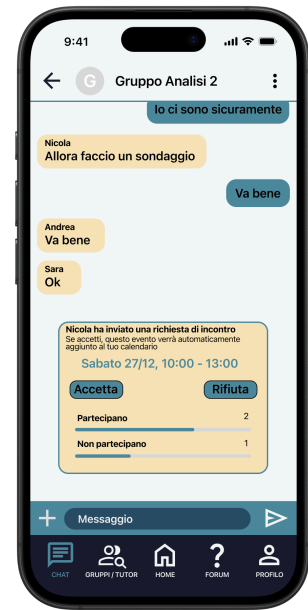 9:41
G
Gruppo Analisi 2
Io ci sono sicuramente
Nicola
Allora faccio un sondaggio
Va bene
Andrea
Va bene
Sara
Ok
Nicola ha inviato una richiesta di incontro
Se accetti, questo evento verrà automaticamente
aggiunto al tuo calendario
Sabato 27/12, 10:00 - 13:00
Accetta
Rifiuta
Partecipano 2
Non partecipano 1
Messaggio
CHAT
GRUPPI / TUTOR
HOME
FORUM
PROFILO